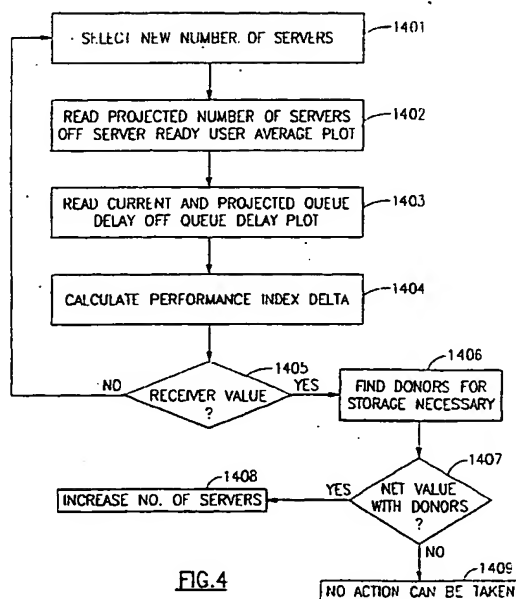 SELECT NEW NUMBER OF SERVERS
1401
READ PROJECTED NUMBER OF SERVERS
OFF SERVER READY USER AVERAGE PLOT
1402
READ CURRENT AND PROJECTED QUEUE
DELAY OFF QUEUE DELAY PLOT
1403
CALCULATE PERFORMANCE INDEX DELTA
1404
1405
NO
RECEIVER VALUE
?
YES
1406
FIND DONORS FOR
STORAGE NECESSARY
1407
NET VALUE
WITH DONORS
?
YES
1408
INCREASE NO. OF SERVERS
NO
1409
NO ACTION CAN BE TAKEN
FIG.4